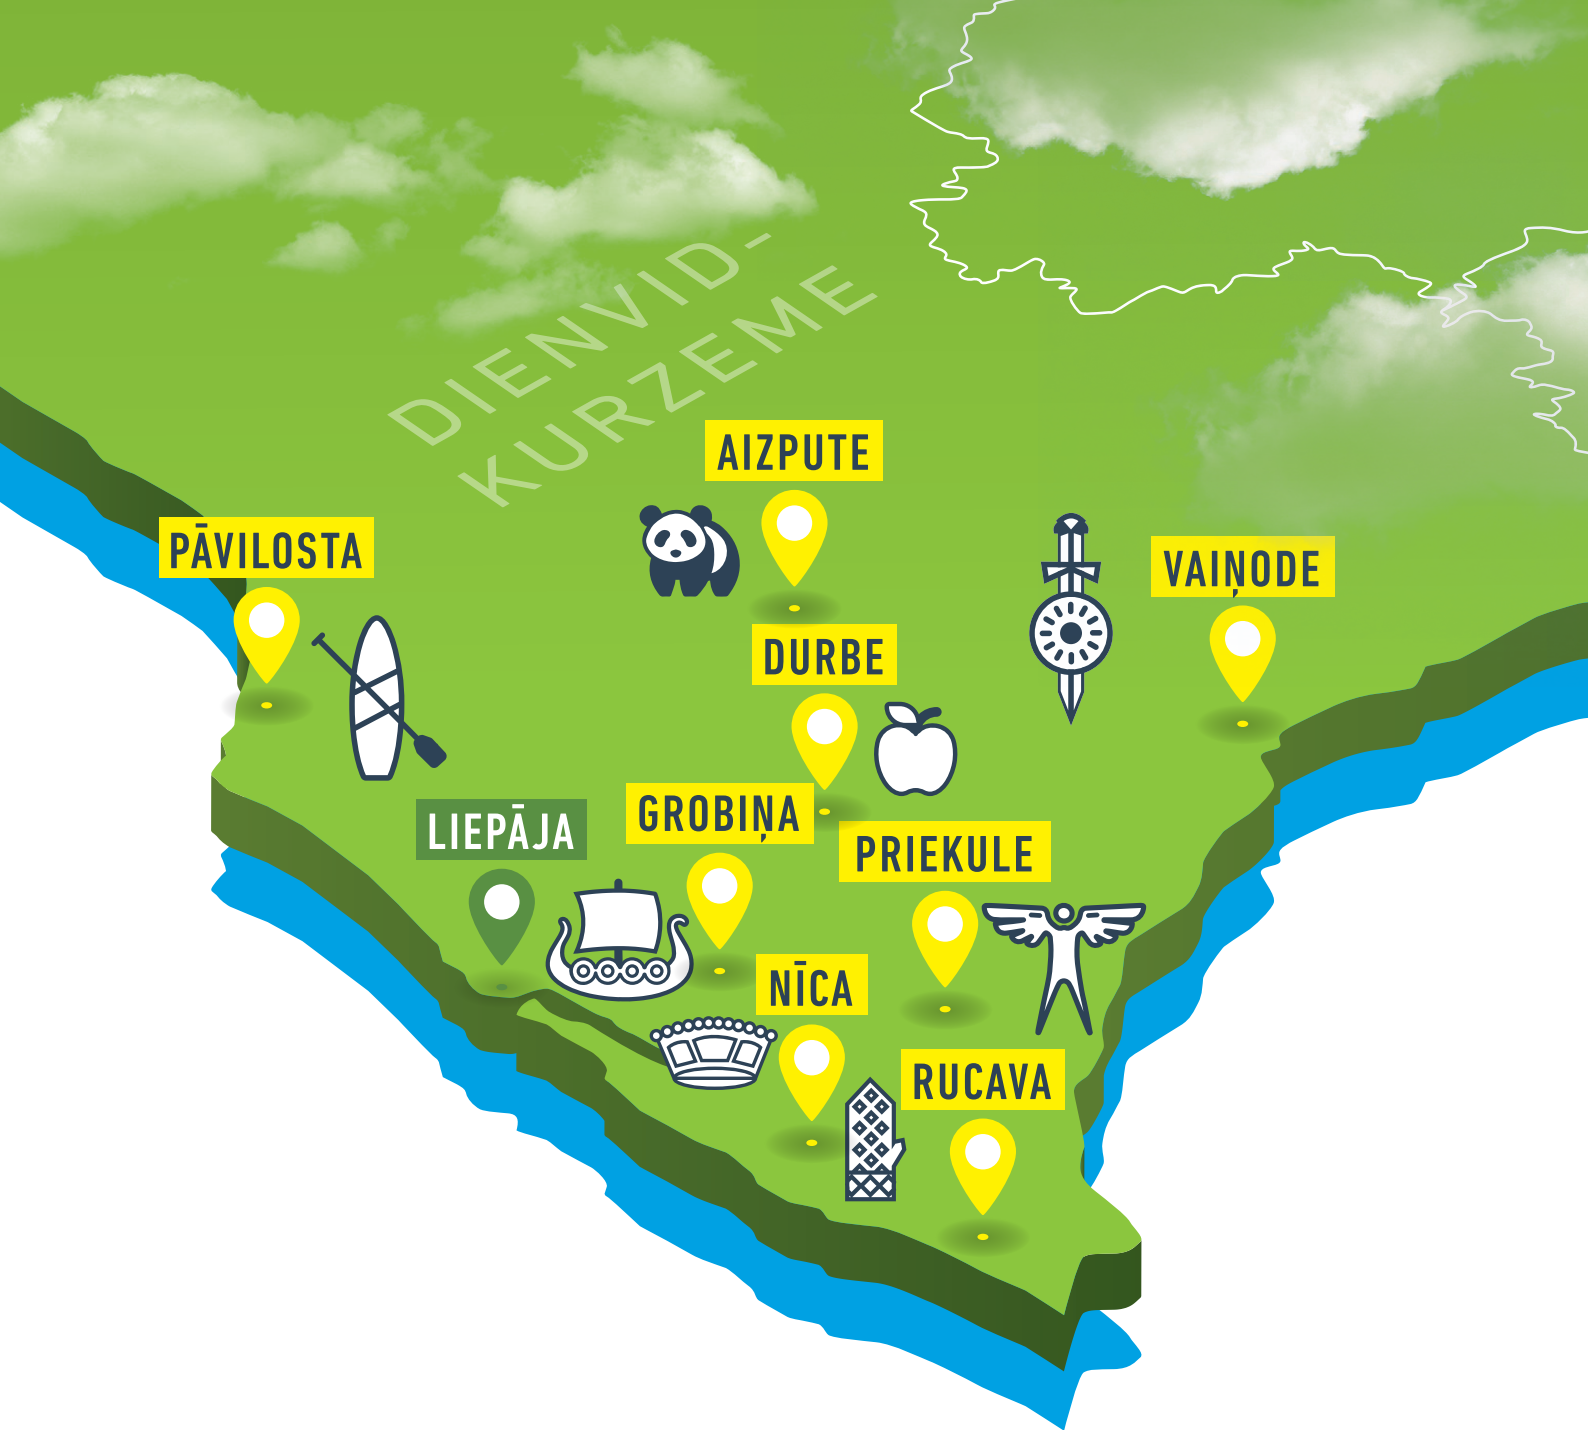 DIENVID-
KURZEME
AIZPUTE
PĀVILOSTA
VAIŅODE
DURBE
LIEPĀJA
GROBIŅA
PRIEKULE
NĪCA
RUCAVA